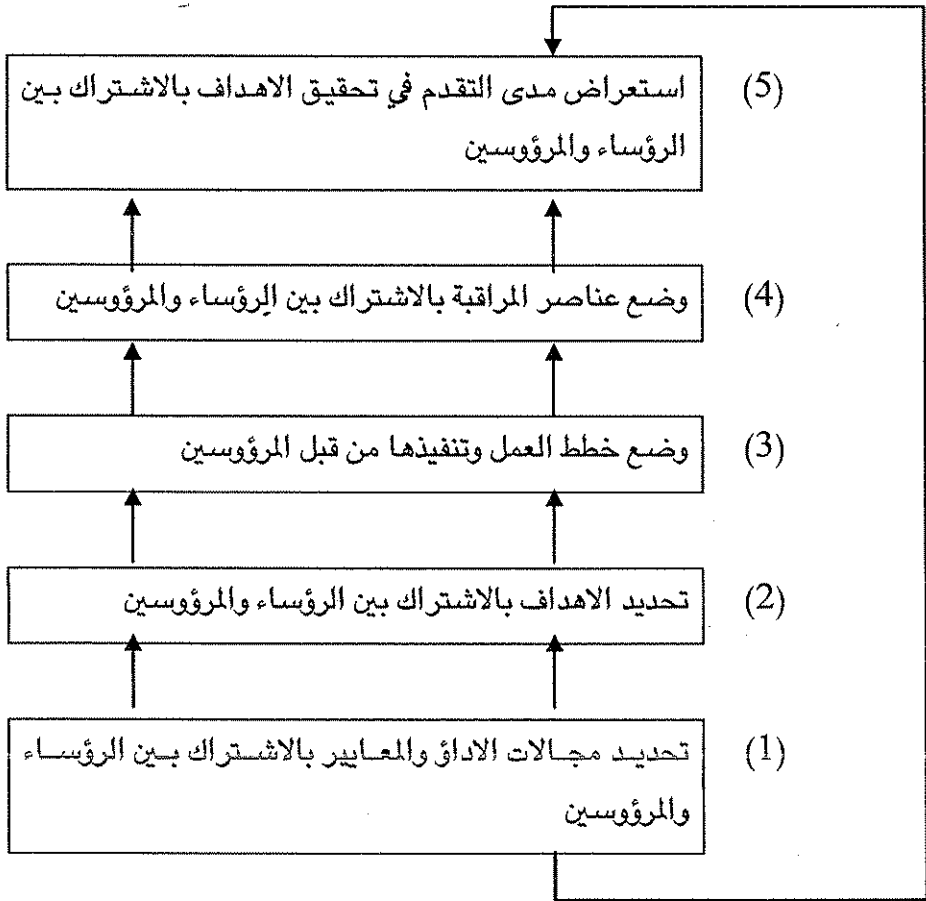 (5) استعراض مدى التقدم في تحقيق الاهداف بالاشتراك بين
الرؤساء والمرؤوسين
(4) وضع عناصر المراقبة بالاشتراك بين الرؤساء والمرؤوسين
(3) وضع خطط العمل وتنفيذها من قبل المرؤوسين
(2) تحديد الاهداف بالاشتراك بين الرؤساء والمرؤوسين
(1) تحديد مجالات الاداؤ والمعايير بالاشتراك بين الرؤساء
والمرؤوسين